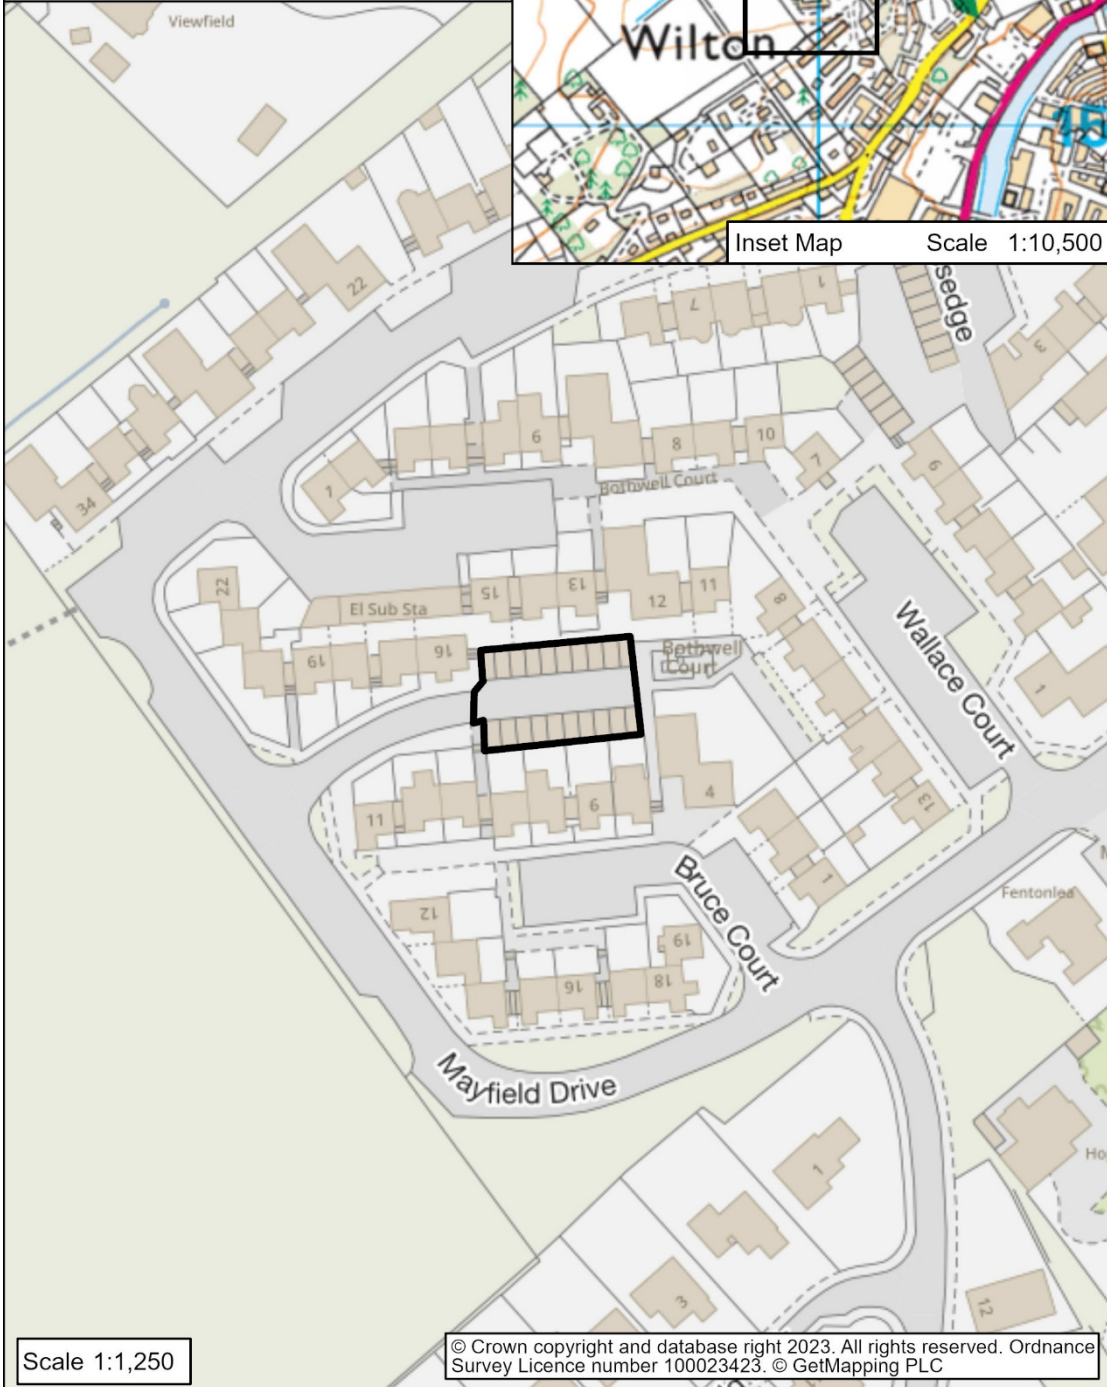 Viewfield
Wilton
15
Inset Map Scale 1:10,500
22
1
7
sedge
3
6
8
10
7
6
1
34
Bothwell Court
22
El Sub Sta
15
13
12
11
8
Wallace Court
19
16
Bothwell
Court
1
11
6
4
13
1
Bruce Court
Fentonlea
12
19
16
18
Mayfield Drive
1
Ho
3
12
Scale 1:1,250
© Crown copyright and database right 2023. All rights reserved. Ordnance
Survey Licence number 100023423. © GetMapping PLC